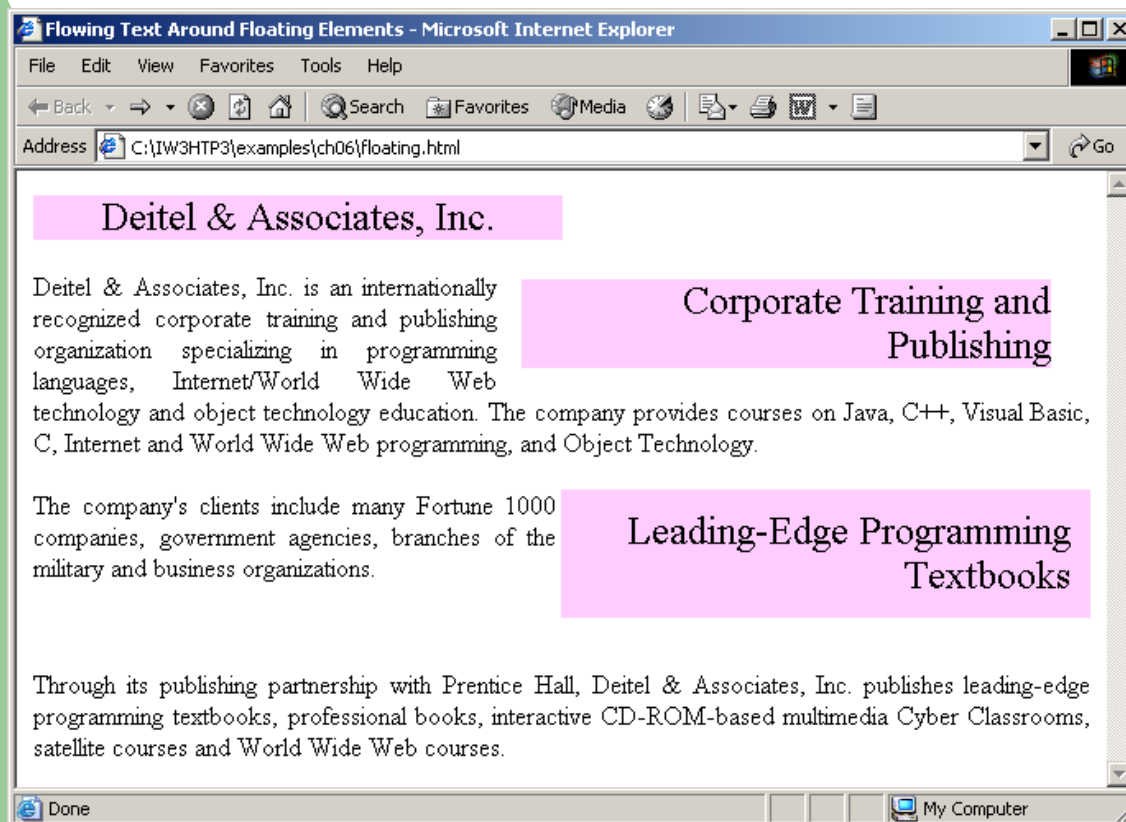 Flowing Text Around Floating Elements - Microsoft Internet Explorer
File Edit View Favorites Tools Help
Back Search Favorites Media
Address C:\IW3HTP3\examples\ch06\floating.html Go
Deitel & Associates, Inc.
Deitel & Associates, Inc. is an internationally
recognized corporate training and publishing
organization specializing in programming
languages, Internet/World Wide Web
technology and object technology education. The company provides courses on Java, C++, Visual Basic,
C, Internet and World Wide Web programming, and Object Technology.
Corporate Training and
Publishing
The company's clients include many Fortune 1000
companies, government agencies, branches of the
military and business organizations.
Leading-Edge Programming
Textbooks
Through its publishing partnership with Prentice Hall, Deitel & Associates, Inc. publishes leading-edge
programming textbooks, professional books, interactive CD-ROM-based multimedia Cyber Classrooms,
satellite courses and World Wide Web courses.
Done My Computer